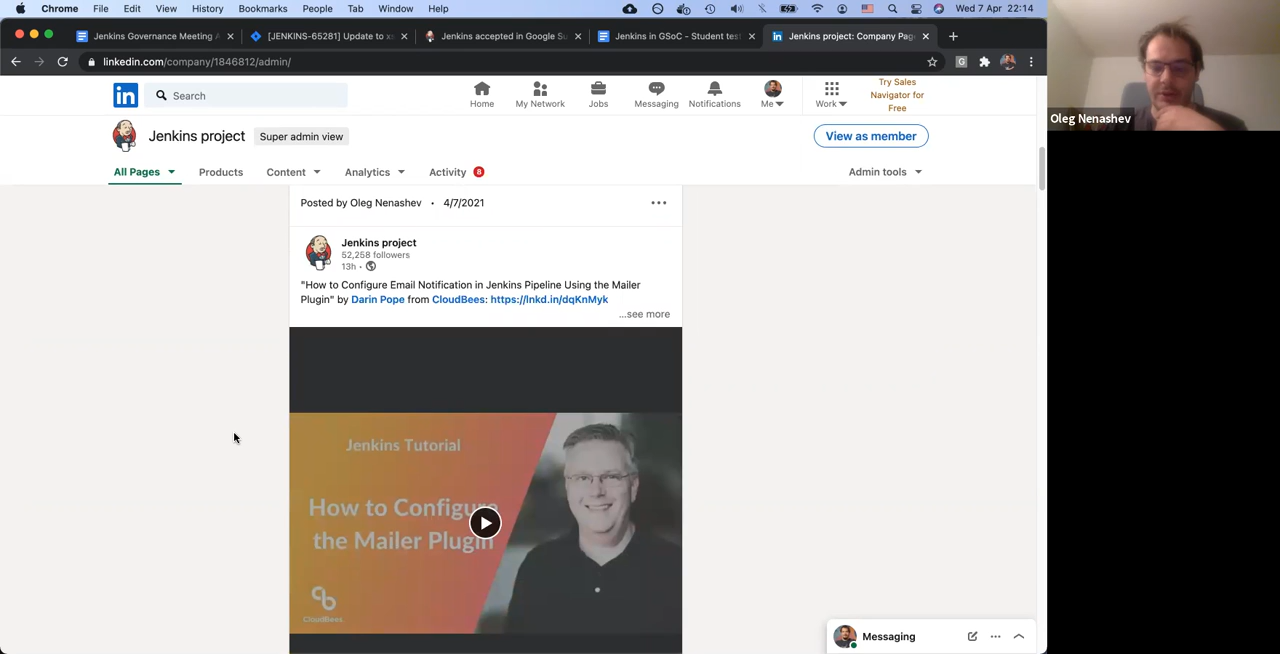 Chrome File Edit View History Bookmarks People Tab Window Help Wed 7 Apr 22:14
Jenkins Governance Meeting A
[JENKINS-65281] Update to x
Jenkins accepted in Google Su
Jenkins in GSoC - Student tes
Jenkins project: Company Page
linkedin.com/company/1846812/admin/
G
in
Search
Home
My Network
Jobs
Messaging
Notifications
Me
Work
Try Sales
Navigator for
Free
Jenkins project
Super admin view
View as member
All Pages
Products
Content
Analytics
Activity 8
Admin tools
Posted by Oleg Nenashev • 4/7/2021
Jenkins project
52,258 followers
13h •
"How to Configure Email Notification in Jenkins Pipeline Using the Mailer
Plugin" by Darin Pope from CloudBees: https://lnkd.in/dqKnMyk
...see more
Jenkins Tutorial
How to Configure
the Mailer Plugin
CloudBees
Messaging
Oleg Nenashev